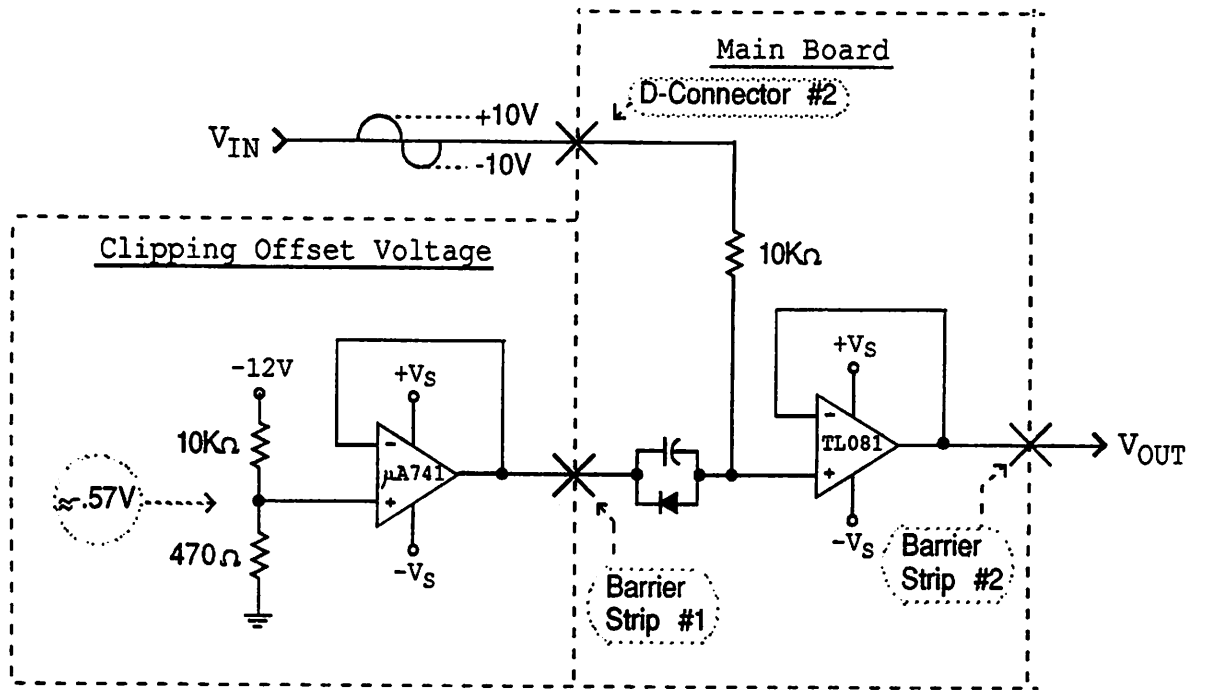 Main Board
D-Connector #2
+10V
V_IN
-10V
Clipping Offset Voltage
10KΩ
-12V
+V_S
+V_S
10KΩ
-
-
µA741
TL081
V_OUT
≈-.57V
+
+
470Ω
-V_S
-V_S
Barrier
Strip #1
Barrier
Strip #2